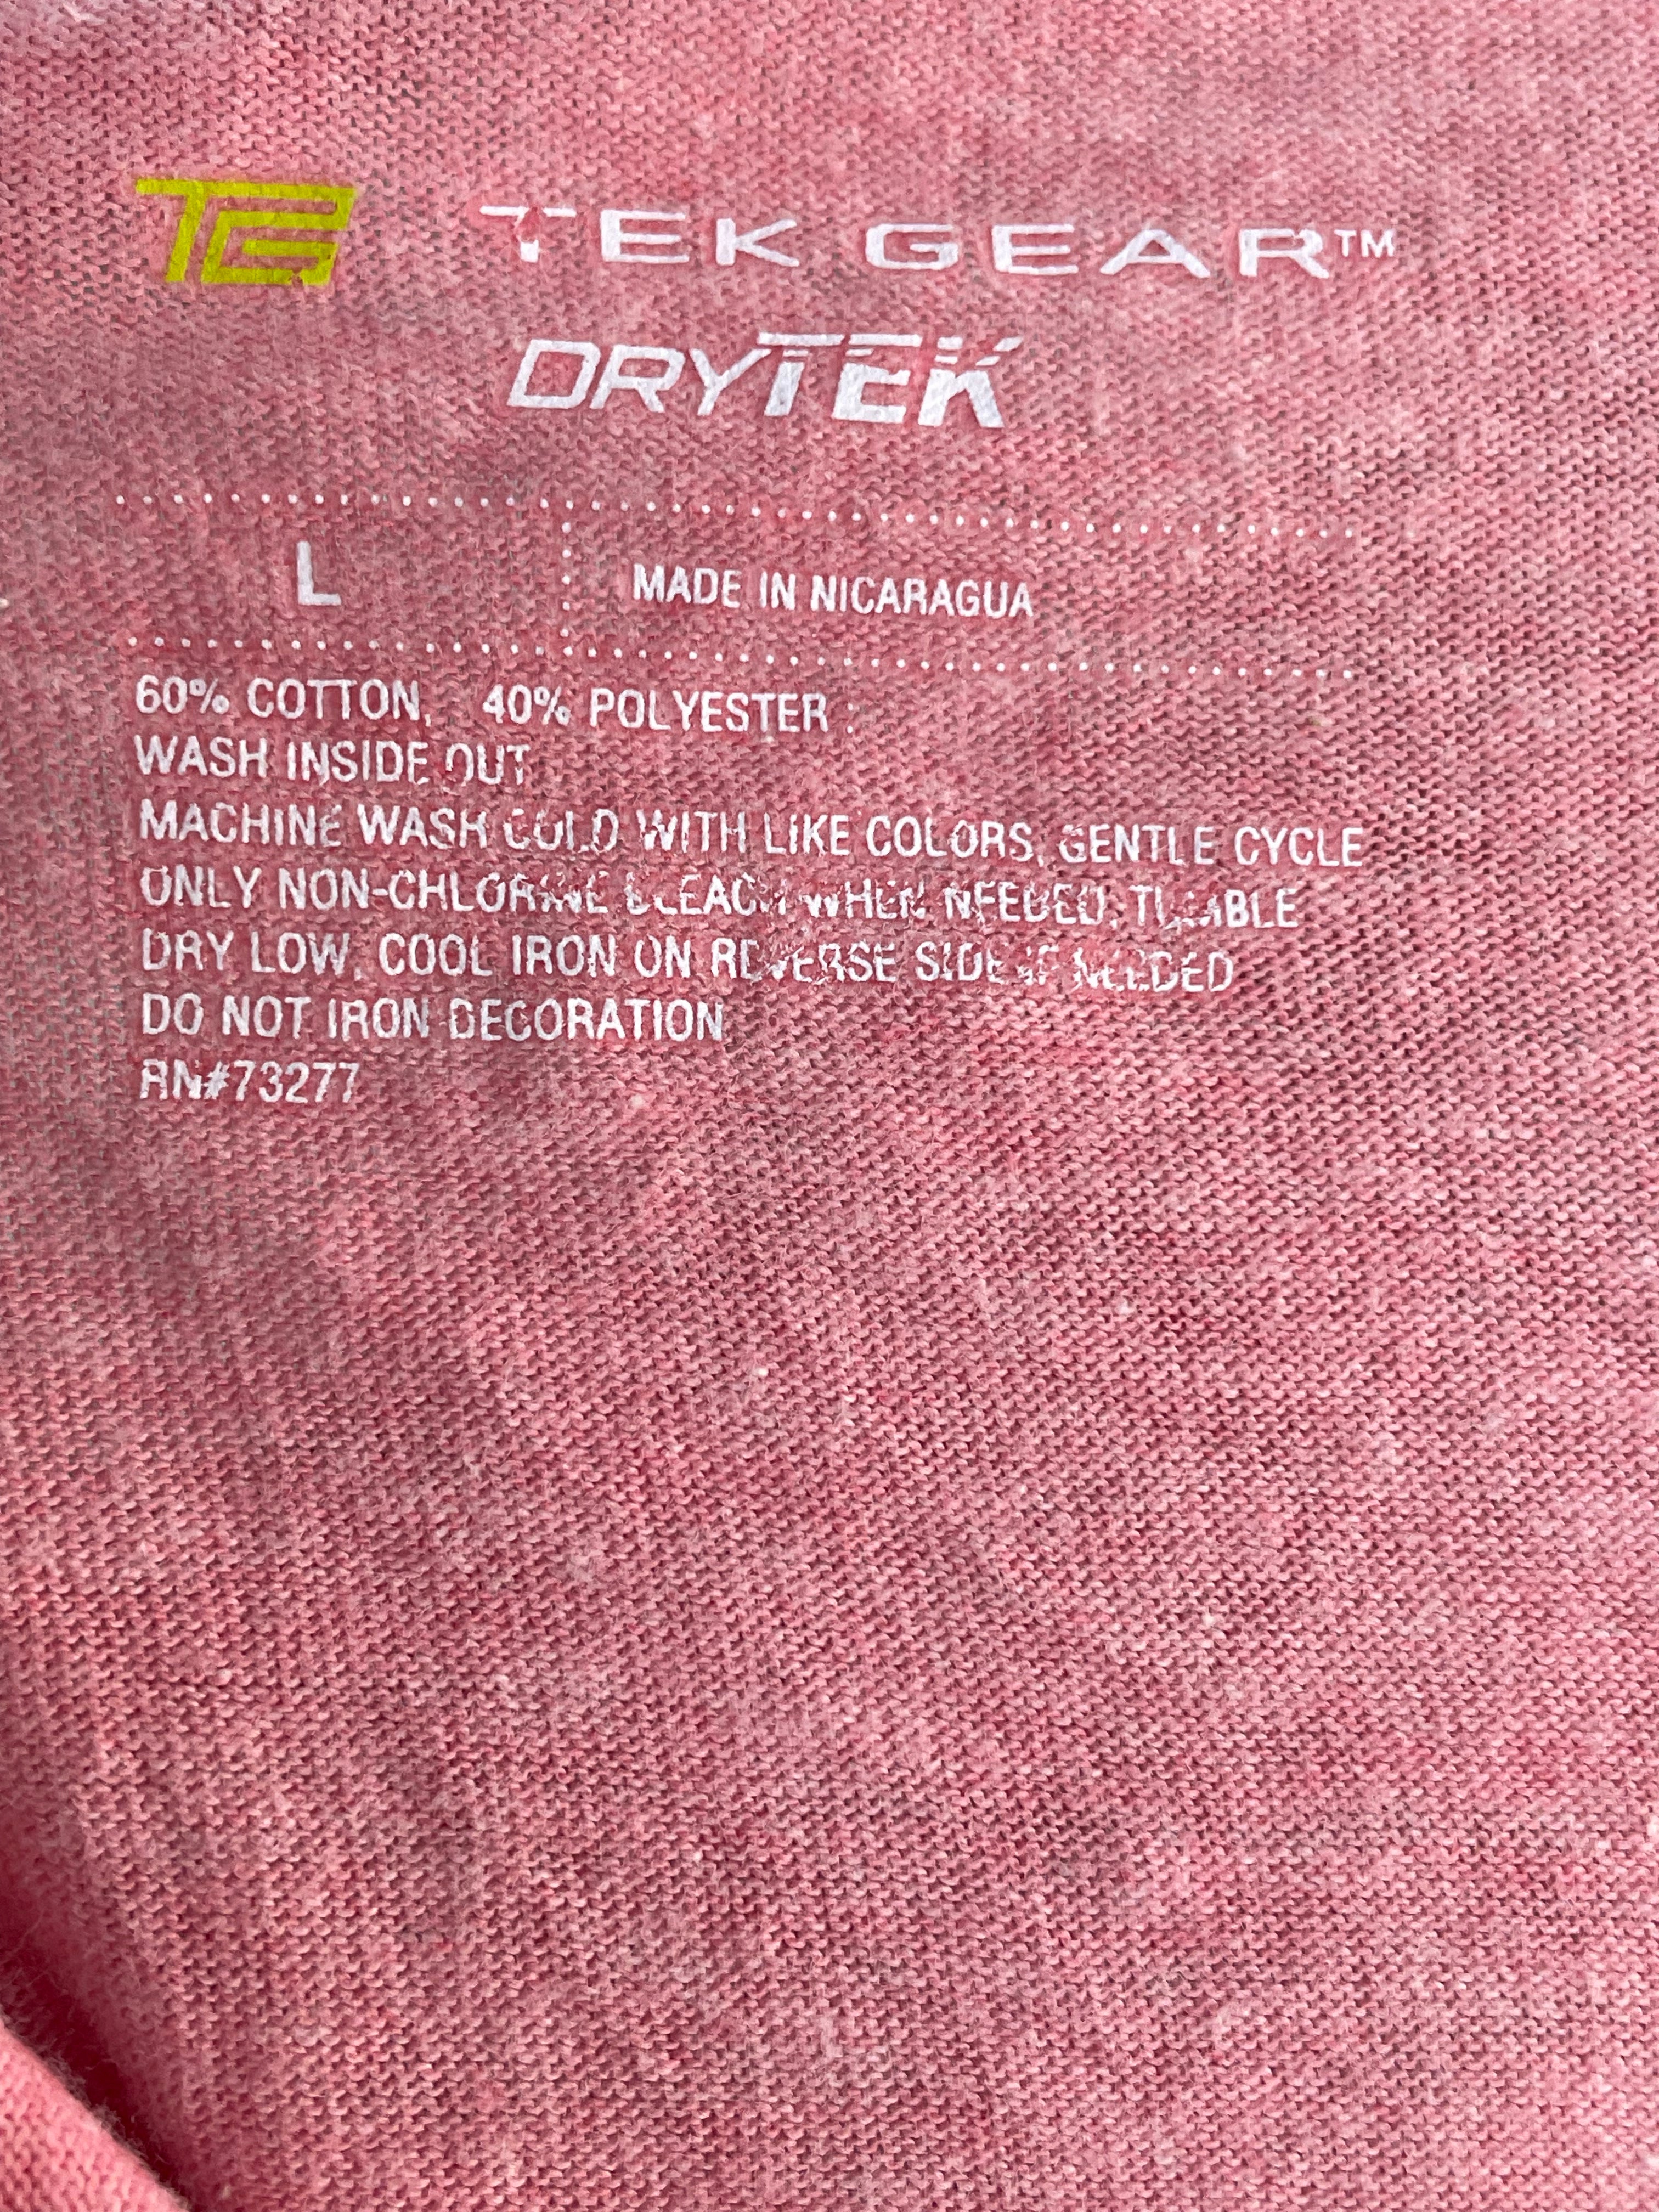 TG TEK GEAR™
DRYTEK
L MADE IN NICARAGUA
60% COTTON, 40% POLYESTER ;
WASH INSIDE OUT
MACHINE WASH COLD WITH LIKE COLORS, GENTLE CYCLE
ONLY NON-CHLORINE BLEACH WHEN NEEDED, TUMBLE
DRY LOW, COOL IRON ON REVERSE SIDE IF NEEDED
DO NOT IRON DECORATION
RN#73277